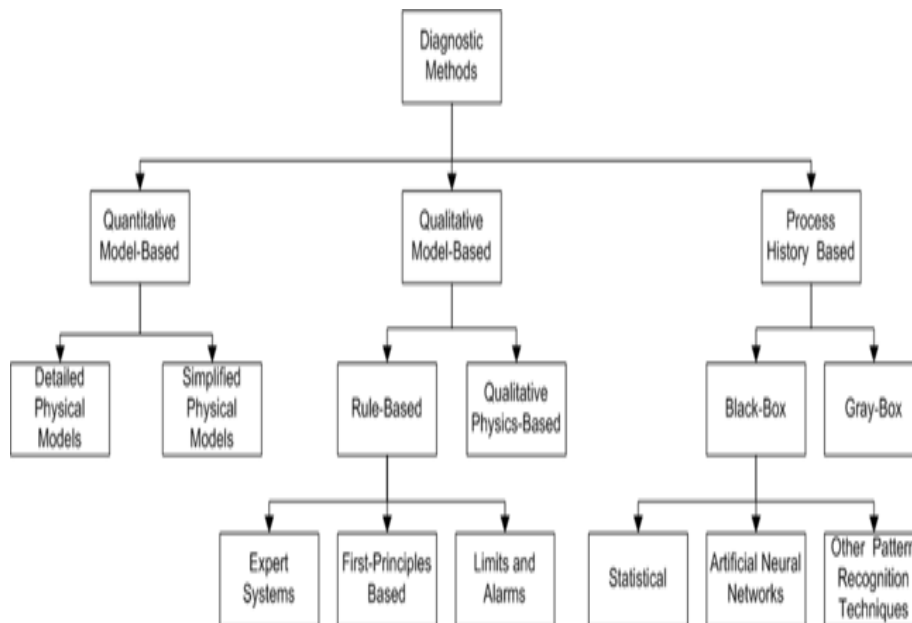 Diagnostic
Methods
Quantitative
Model-Based
Qualitative
Model-Based
Process
History Based
Detailed
Physical
Models
Simplified
Physical
Models
Rule-Based
Qualitative
Physics-Based
Black-Box
Gray-Box
Expert
Systems
First-Principles
Based
Limits and
Alarms
Statistical
Artificial Neural
Networks
Other Pattern
Recognition
Techniques